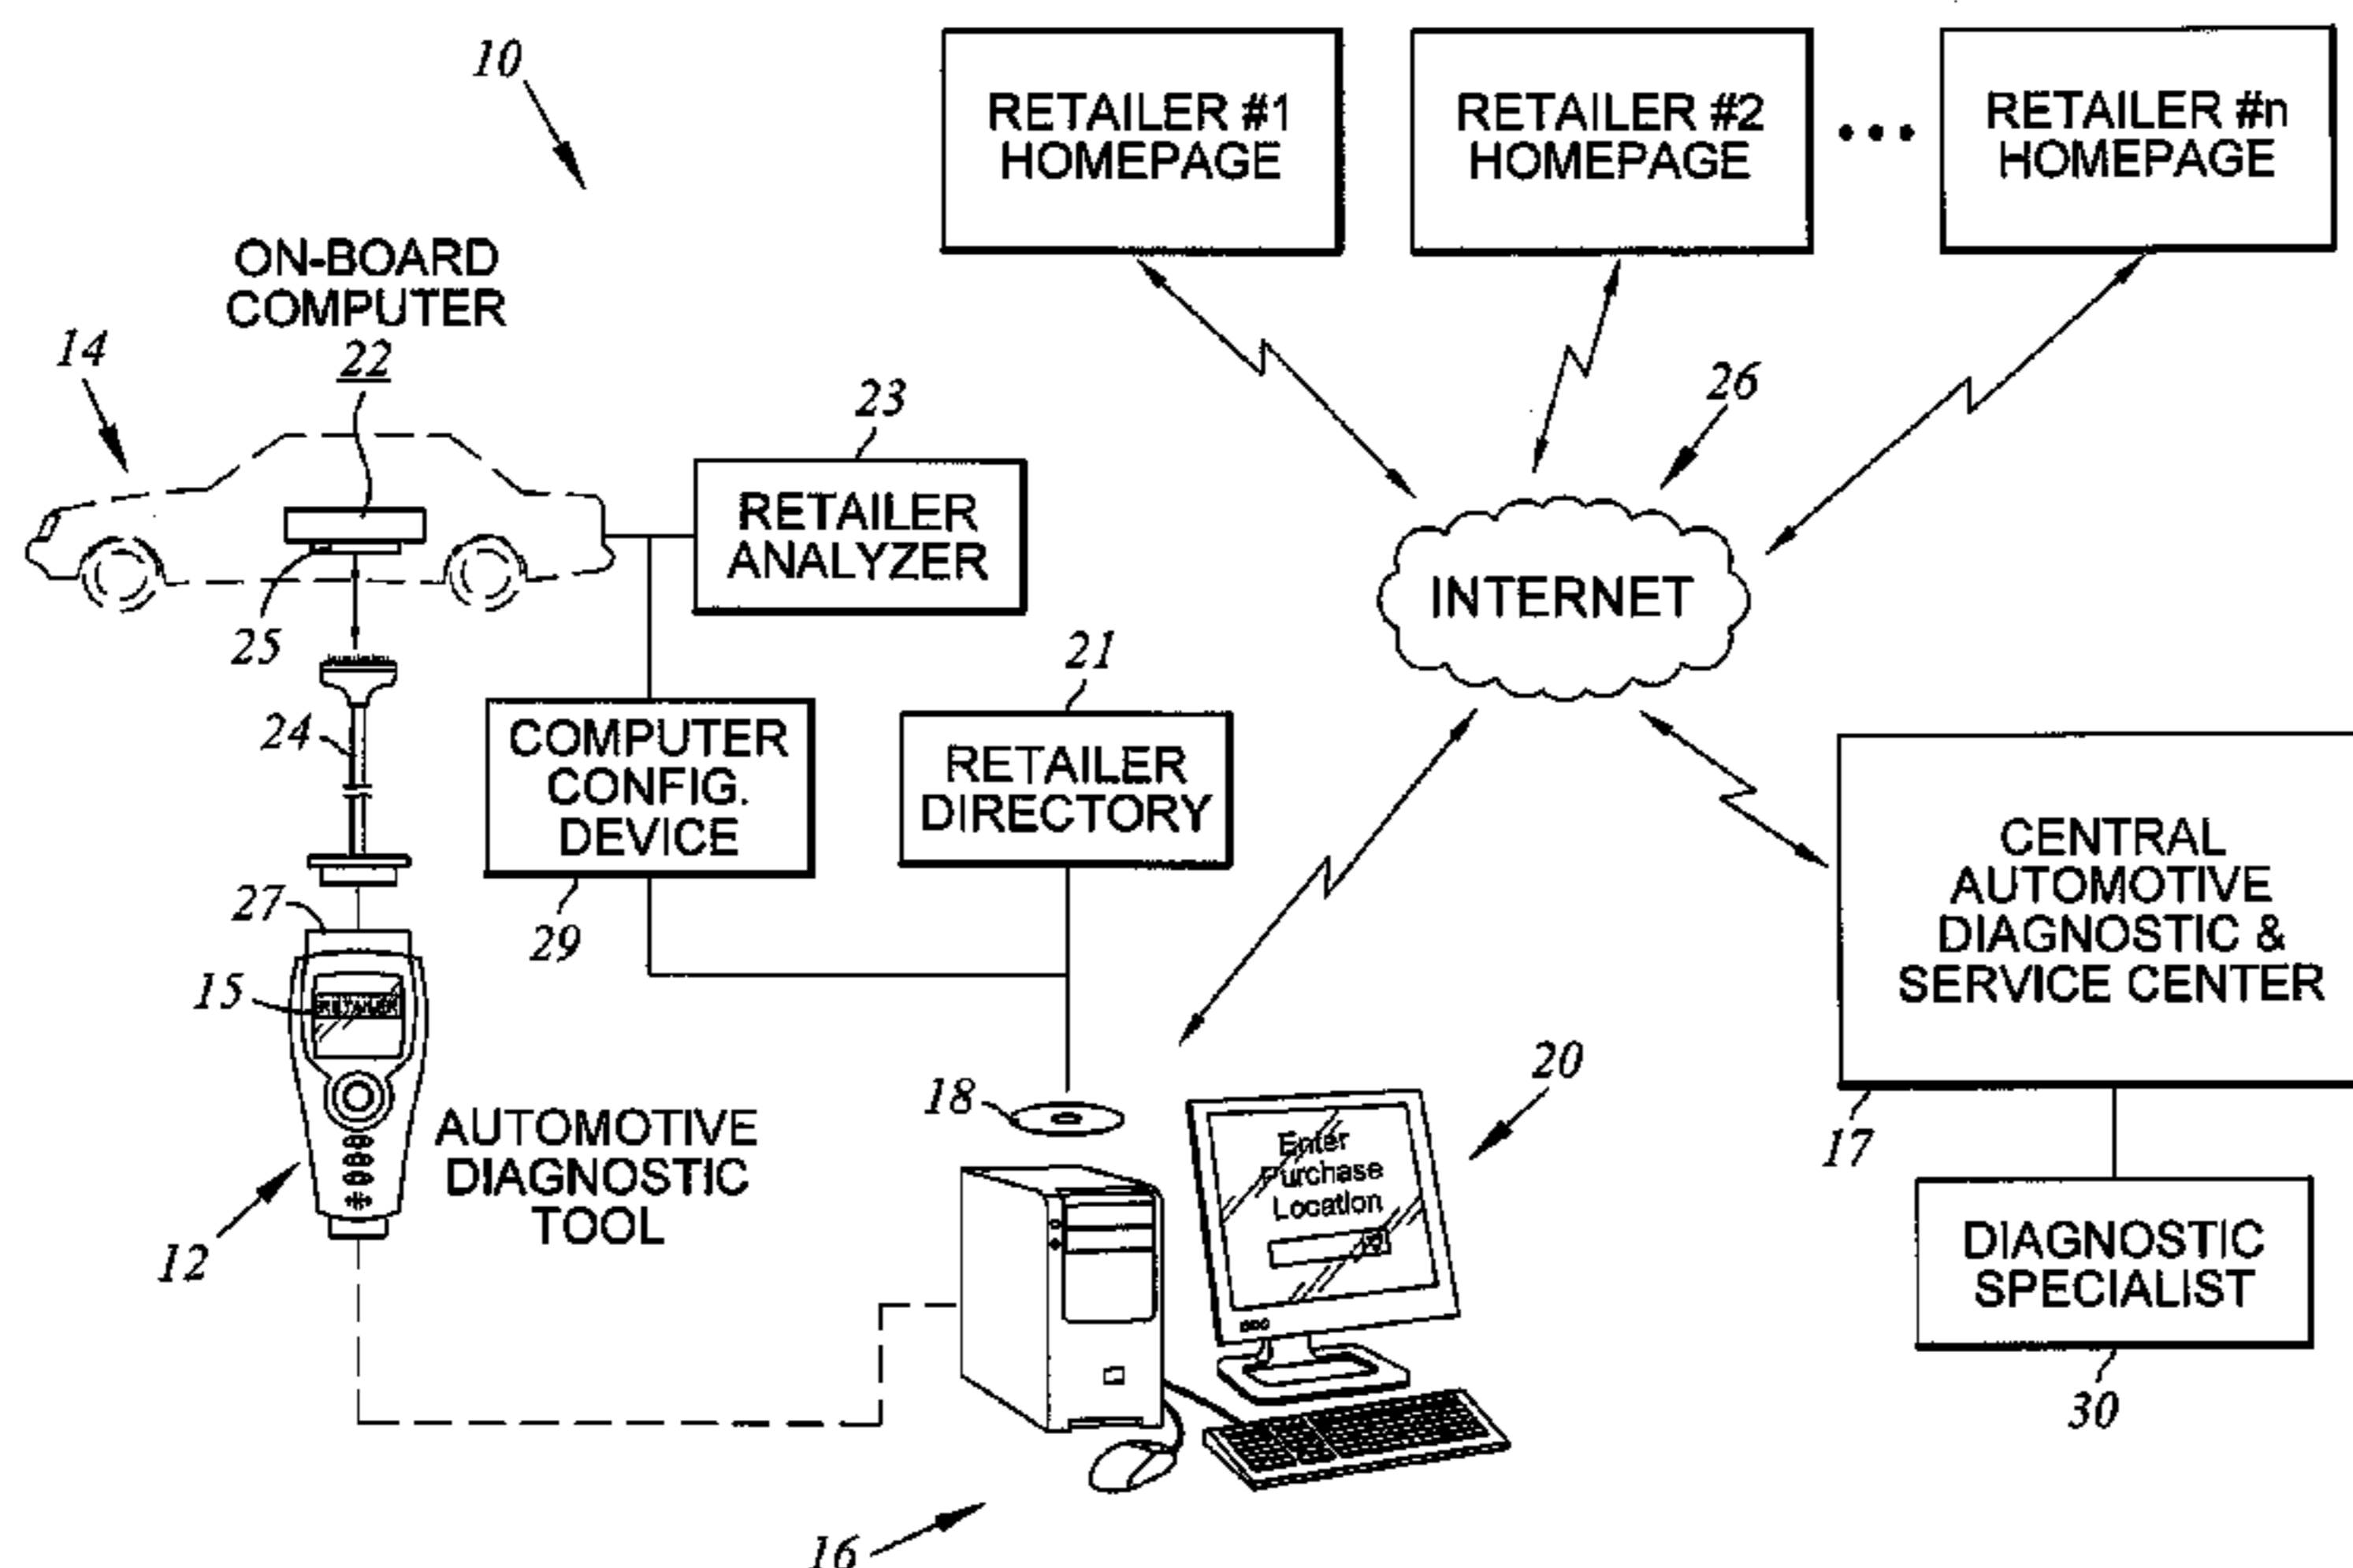 10
RETAILER #1
HOMEPAGE
RETAILER #2
HOMEPAGE
•••
RETAILER #n
HOMEPAGE
ON-BOARD
COMPUTER
22
14
23
RETAILER
ANALYZER
26
INTERNET
25
24
21
COMPUTER
CONFIG.
DEVICE
RETAILER
DIRECTORY
29
27
15
RETAILER
CENTRAL
AUTOMOTIVE
DIAGNOSTIC &
SERVICE CENTER
17
AUTOMOTIVE
DIAGNOSTIC
TOOL
12
18
20
Enter
Purchase
Location
DIAGNOSTIC
SPECIALIST
30
16